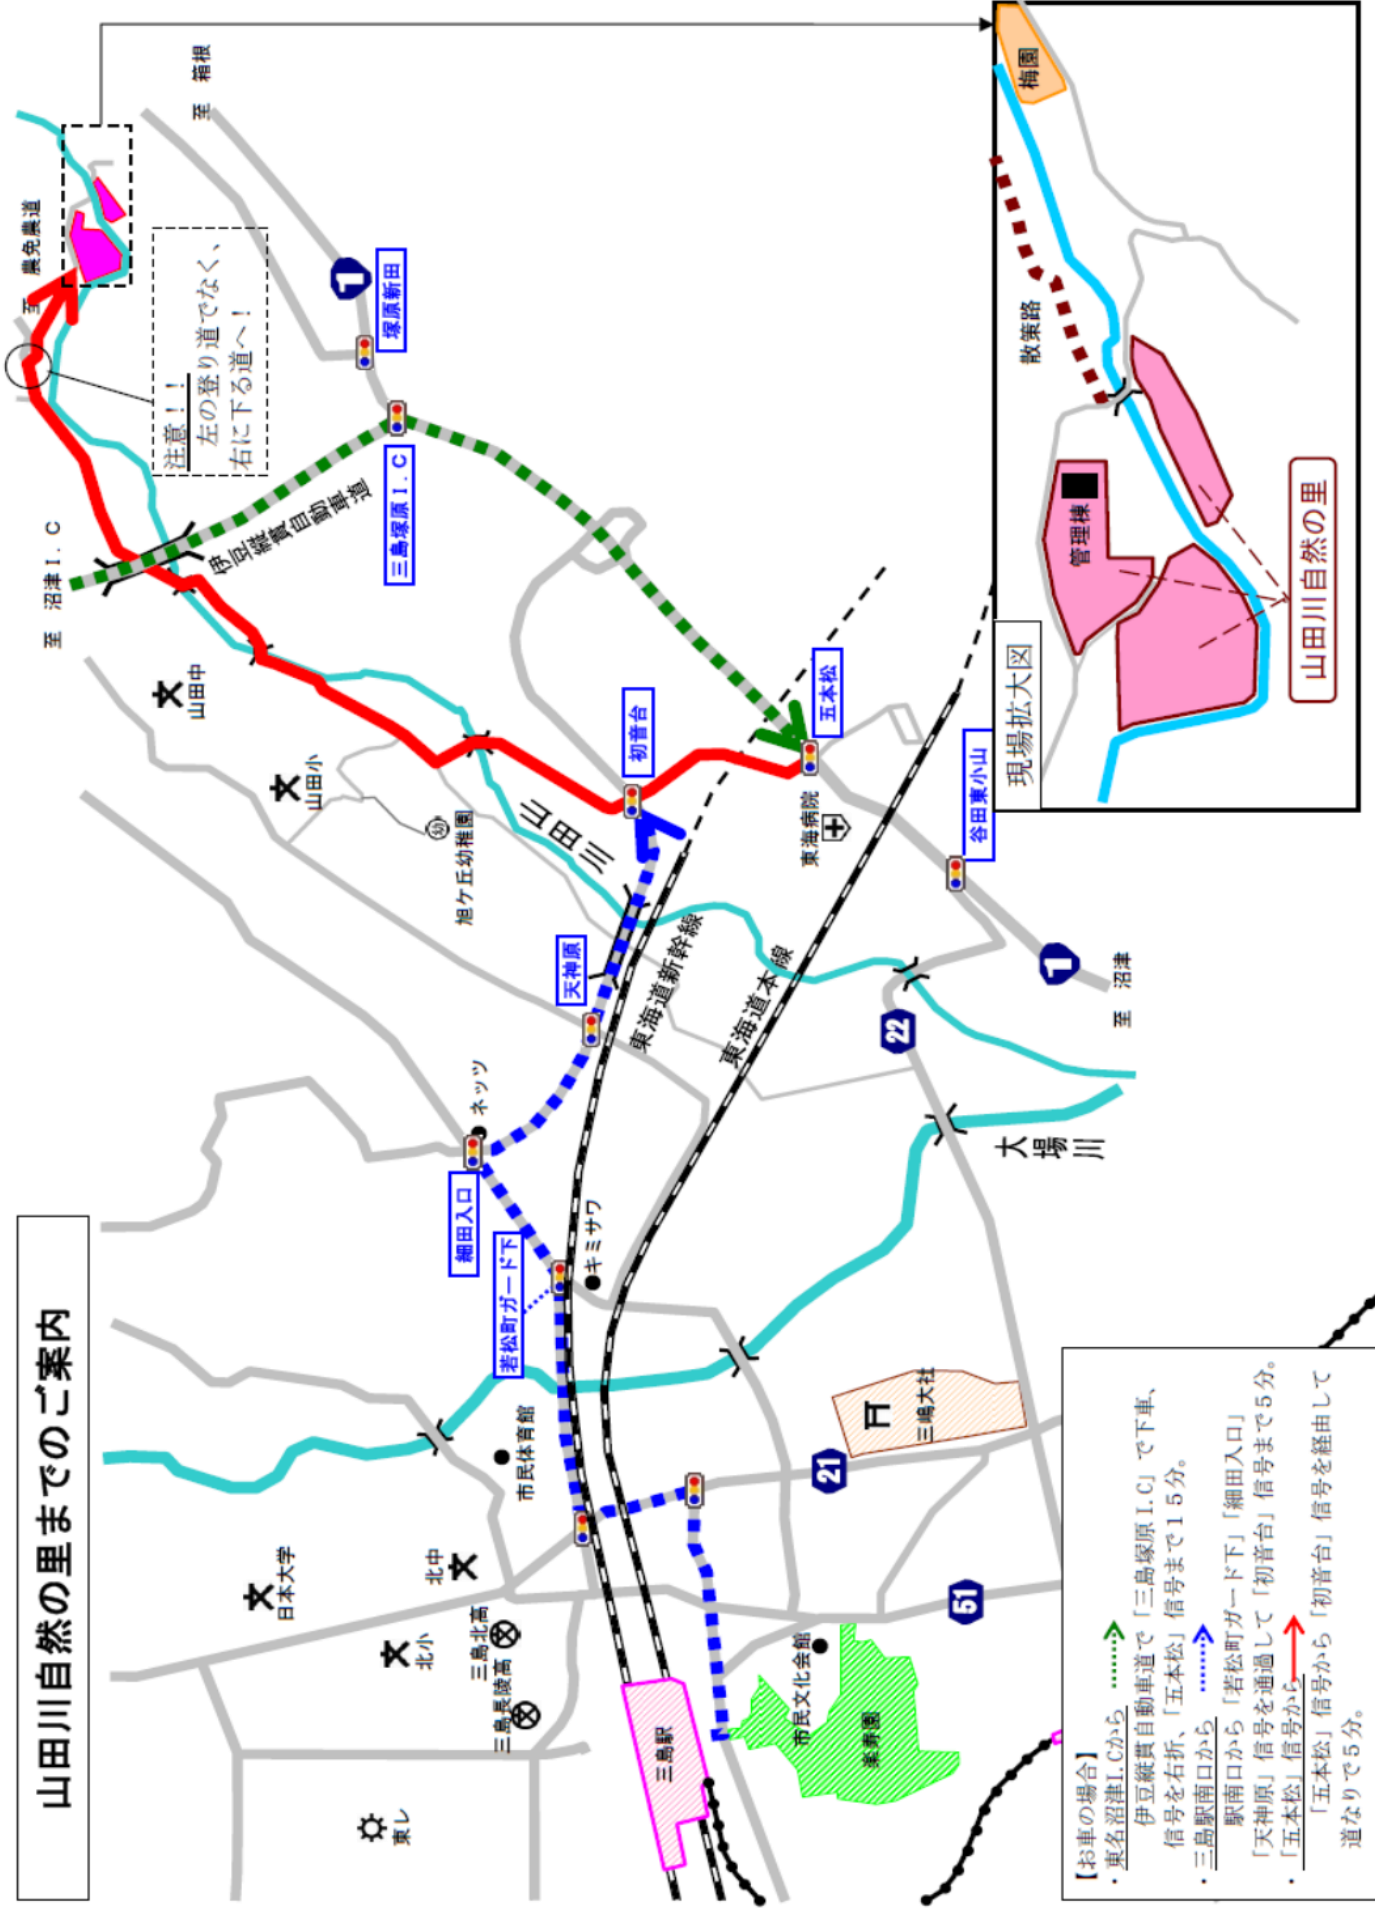 山田川自然の里までのご案内
至 沼津I.C
至 農免農道
至 箱根
注意!!
左の登り道でなく、
右に下る道へ!
1
塚原新田
三島塚原I.C
伊豆縦貫自動車道
山田中
山田小
旭ケ丘幼稚園
幼
山田川
初音台
五本松
東海病院
谷田東小山
1
至 沼津
天神原
東海道新幹線
東海道本線
22
大場川
ネッツ
細田入口
若松町ガード下
キミサワ
市民体育館
日本大学
北中
北小
三島北高
三島長陵高
東レ
三島駅
市民文化会館
楽寿園
51
21
三嶋大社
現場拡大図
梅園
散策路
管理棟
山田川自然の里
【お車の場合】
・東名沼津I.Cから
伊豆縦貫自動車道で「三島塚原I.C」で下車、
信号を右折、「五本松」信号まで15分。
・三島駅南口から
駅南口から「若松町ガード下」「細田入口」
「天神原」信号を通過して「初音台」信号まで5分。
・「五本松」信号から
「五本松」信号から「初音台」信号を経由して
道なりで5分。